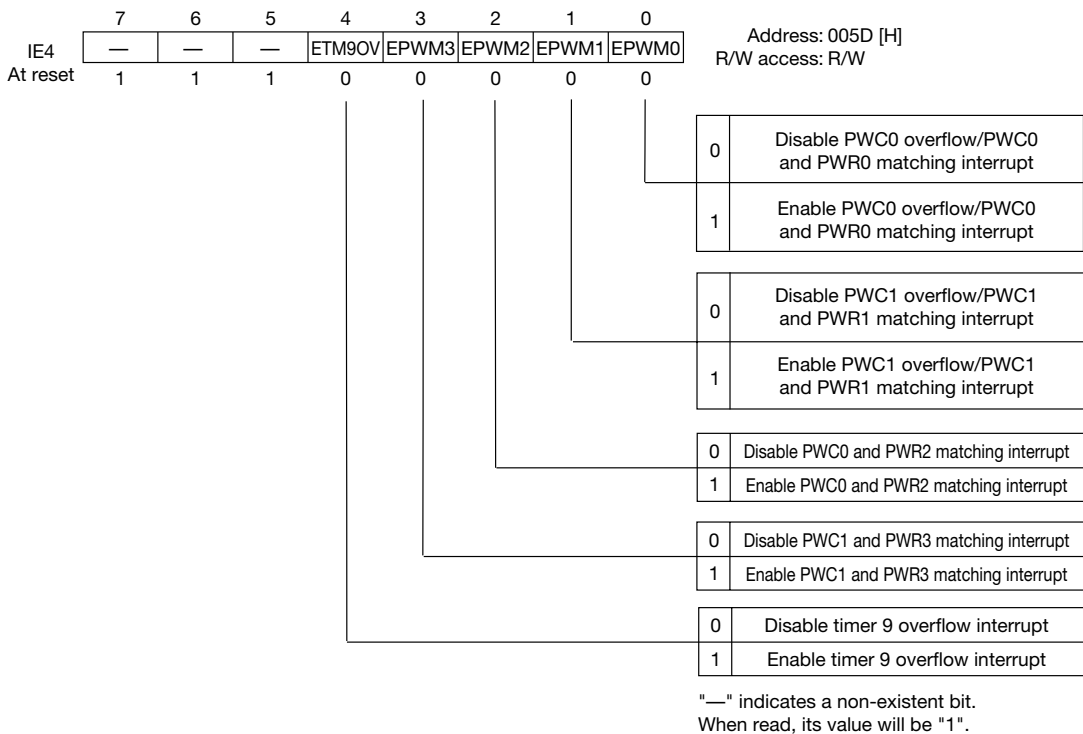 7 6 5 4 3 2 1 0
IE4 — — — ETM9OV EPWM3 EPWM2 EPWM1 EPWM0
At reset 1 1 1 0 0 0 0 0
Address: 005D [H]
R/W access: R/W
0 Disable PWC0 overflow/PWC0
and PWR0 matching interrupt
1 Enable PWC0 overflow/PWC0
and PWR0 matching interrupt
0 Disable PWC1 overflow/PWC1
and PWR1 matching interrupt
1 Enable PWC1 overflow/PWC1
and PWR1 matching interrupt
0 Disable PWC0 and PWR2 matching interrupt
1 Enable PWC0 and PWR2 matching interrupt
0 Disable PWC1 and PWR3 matching interrupt
1 Enable PWC1 and PWR3 matching interrupt
0 Disable timer 9 overflow interrupt
1 Enable timer 9 overflow interrupt
"—" indicates a non-existent bit.
When read, its value will be "1".